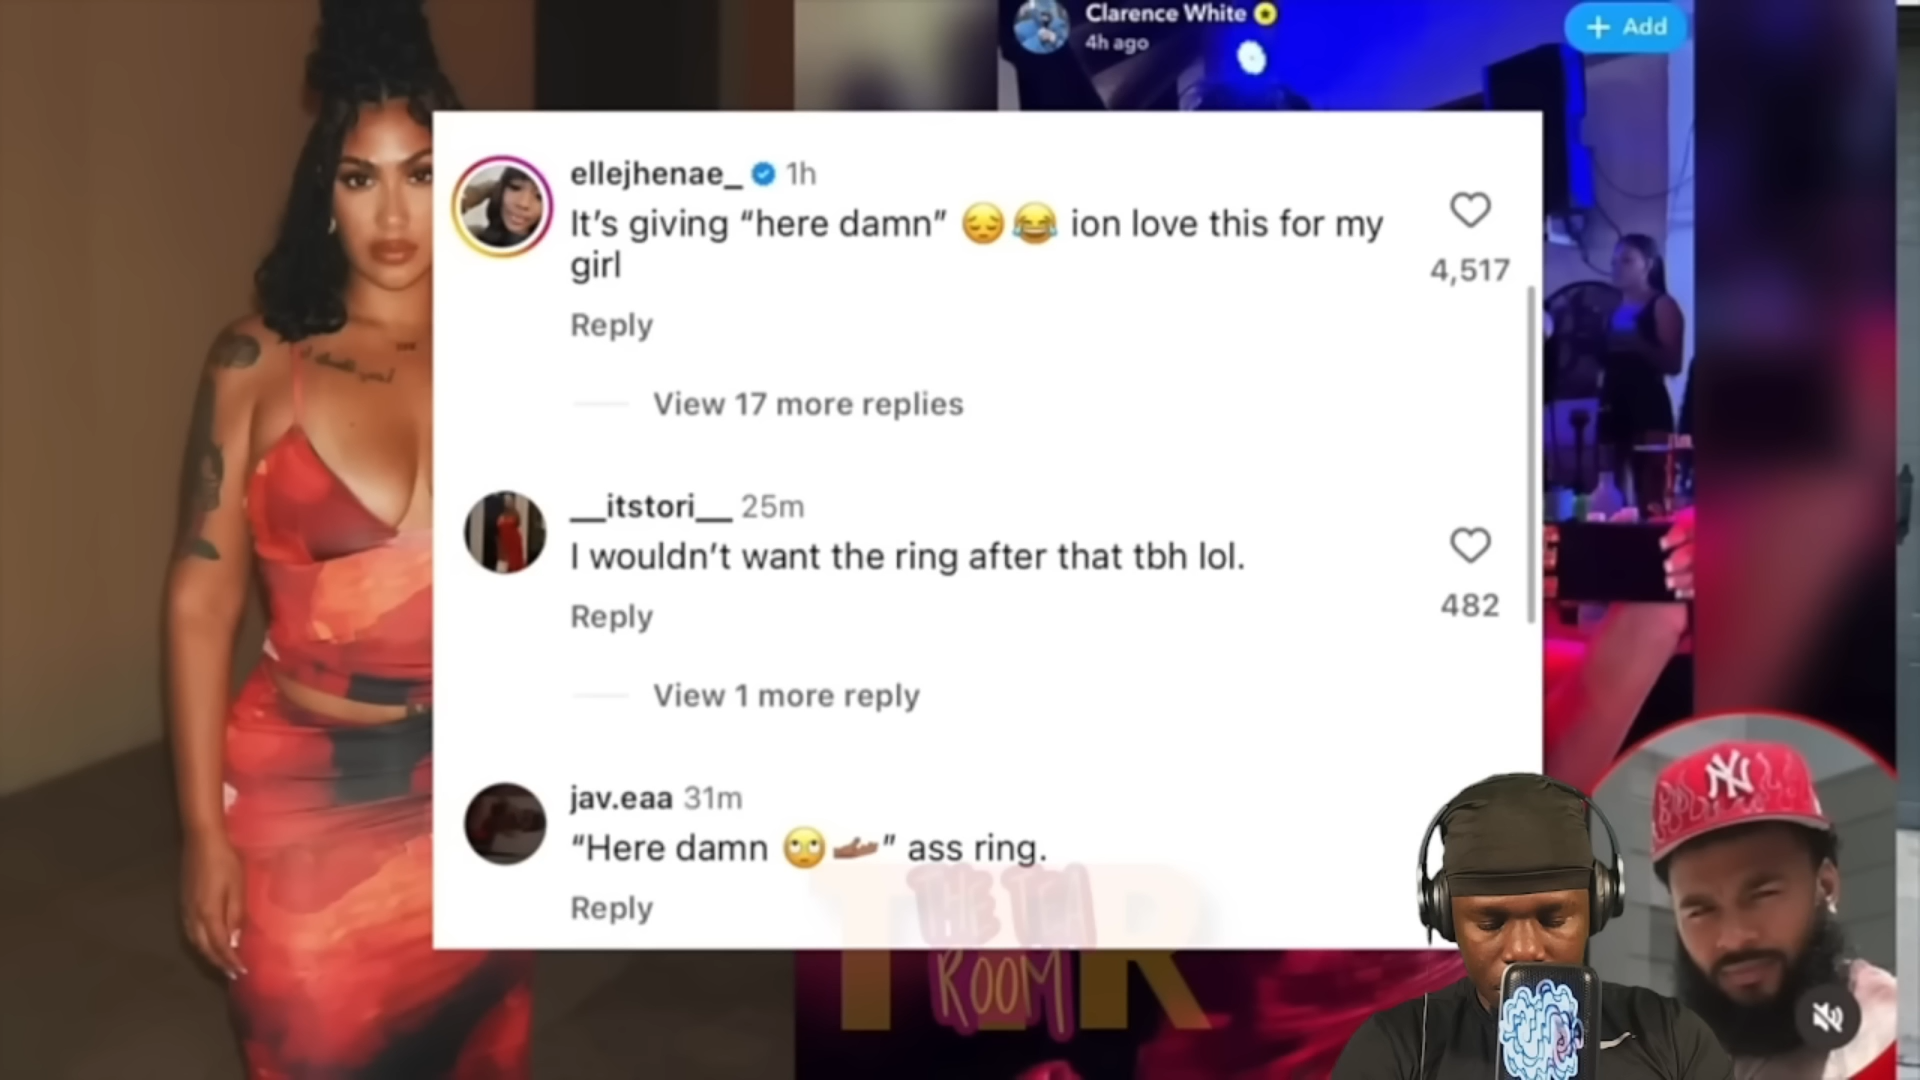 Clarence White
4h ago
+ Add
ellejhenae_ 1h
It’s giving “here damn” 😔😂 ion love this for my
girl
Reply
4,517
View 17 more replies
__itstori__ 25m
I wouldn’t want the ring after that tbh lol.
Reply
482
View 1 more reply
jav.eaa 31m
“Here damn 🙄🫴🏾” ass ring.
Reply
THE TEA
ROOM
T R
NY